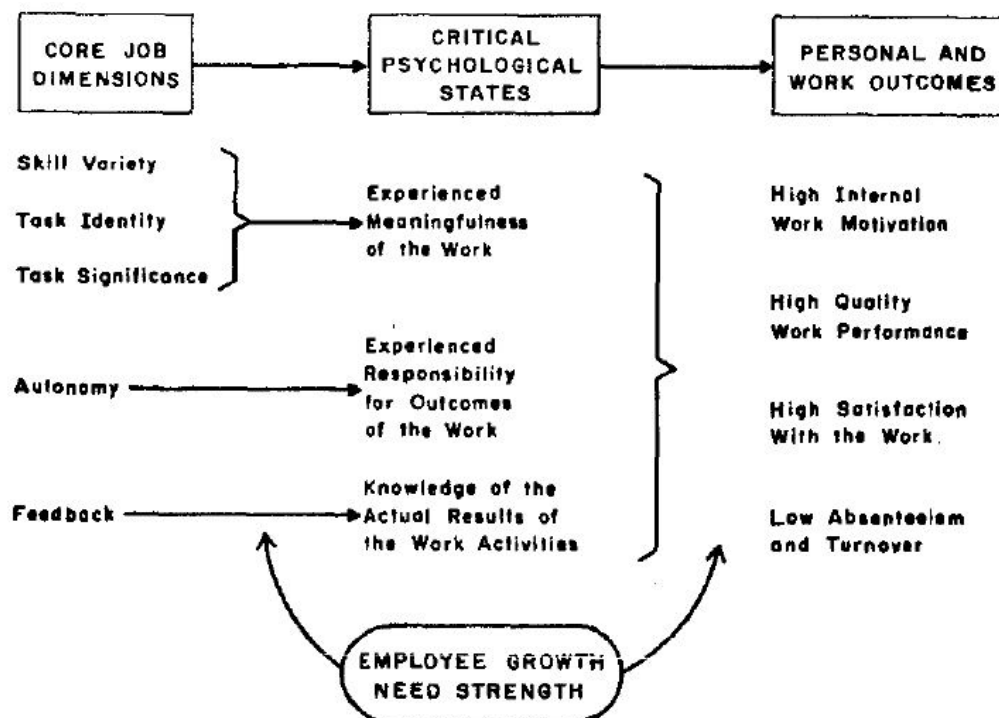 CORE JOB
DIMENSIONS
CRITICAL
PSYCHOLOGICAL
STATES
PERSONAL AND
WORK OUTCOMES
Skill Variety
Task Identity
Task Significance
Experienced
Meaningfulness
of the Work
High Internal
Work Motivation
High Quality
Work Performance
Autonomy
Experienced
Responsibility
for Outcomes
of the Work
High Satisfaction
With the Work
Feedback
Knowledge of the
Actual Results of
the Work Activities
Low Absenteeism
and Turnover
EMPLOYEE GROWTH
NEED STRENGTH